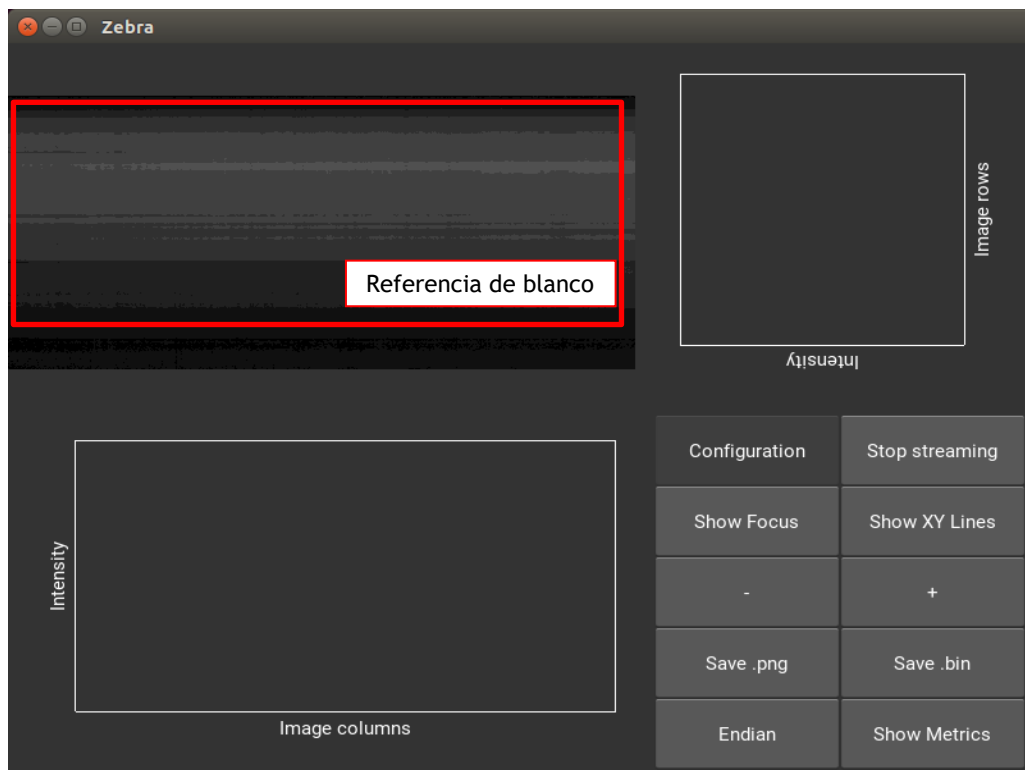 Zebra
Referencia de blanco
Image rows
Intensity
Intensity
Image columns
Configuration
Stop streaming
Show Focus
Show XY Lines
-
+
Save .png
Save .bin
Endian
Show Metrics